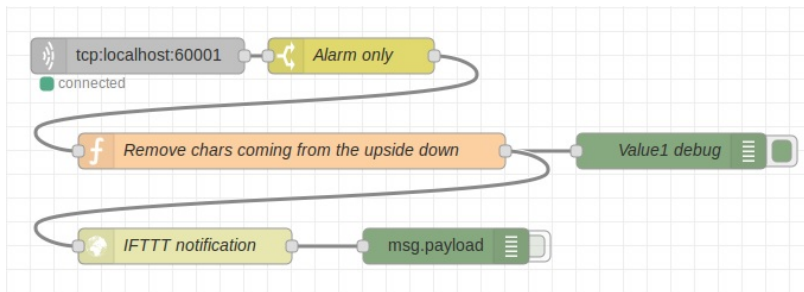 tcp:localhost:60001
Alarm only
connected
Remove chars coming from the upside down
Value1 debug
IFTTT notification
msg.payload